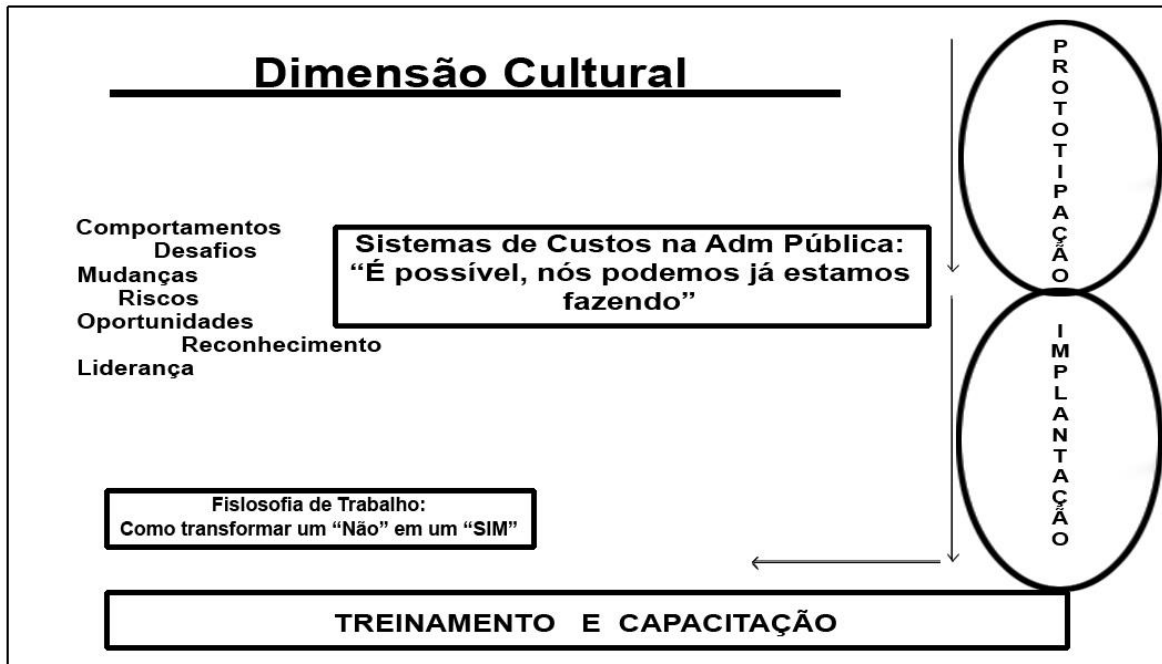 Dimensão Cultural
Comportamentos
Desafios
Mudanças
Riscos
Oportunidades
Reconhecimento
Liderança
Sistemas de Custos na Adm Pública:
“É possível, nós podemos já estamos
fazendo”
Fislosofia de Trabalho:
Como transformar um “Não” em um “SIM”
TREINAMENTO E CAPACITAÇÃO
PROTOTIPAÇÃO
IMPLANTAÇÃO